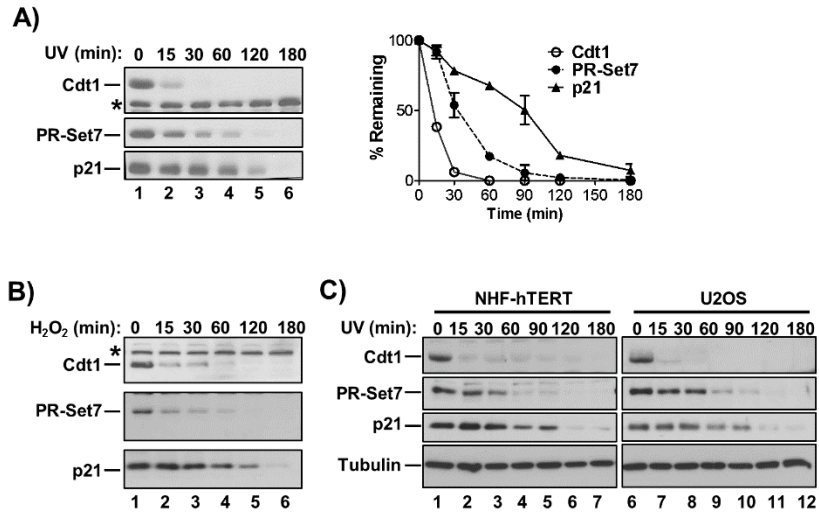 A)
UV (min): 0 15 30 60 120 180
Cdt1
*
PR-Set7
p21
1 2 3 4 5 6
100
50
0
% Remaining
0 30 60 90 120 150 180
Time (min)
Cdt1
PR-Set7
p21
B)
H₂O₂ (min): 0 15 30 60 120 180
*
Cdt1
PR-Set7
p21
1 2 3 4 5 6
C)
NHF-hTERT U2OS
UV (min): 0 15 30 60 90 120 180 0 15 30 60 90 120 180
Cdt1
PR-Set7
p21
Tubulin
1 2 3 4 5 6 7 6 7 8 9 10 11 12